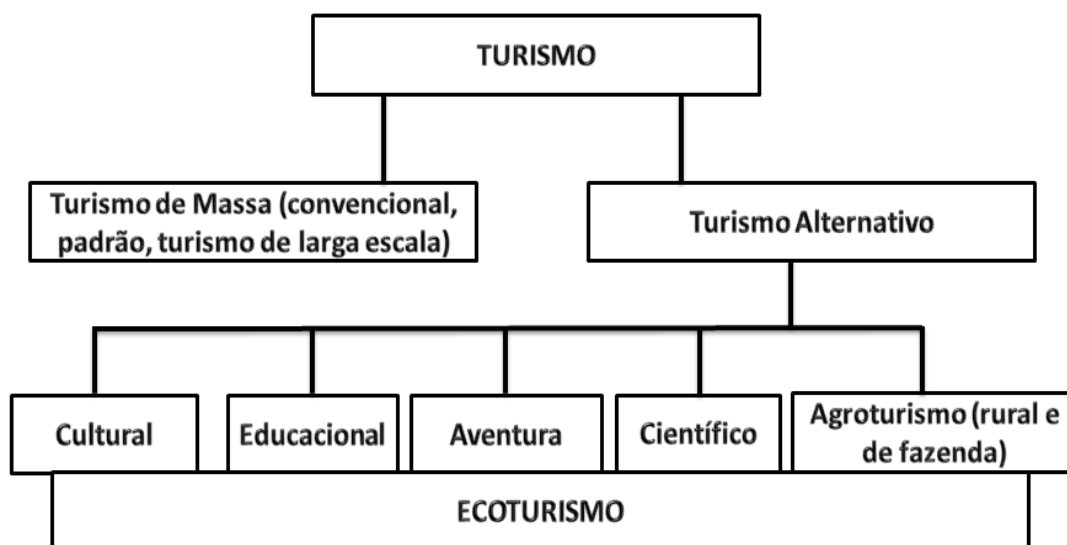 TURISMO
Turismo de Massa (convencional,
padrão, turismo de larga escala)
Turismo Alternativo
Cultural
Educacional
Aventura
Científico
Agroturismo (rural e
de fazenda)
ECOTURISMO